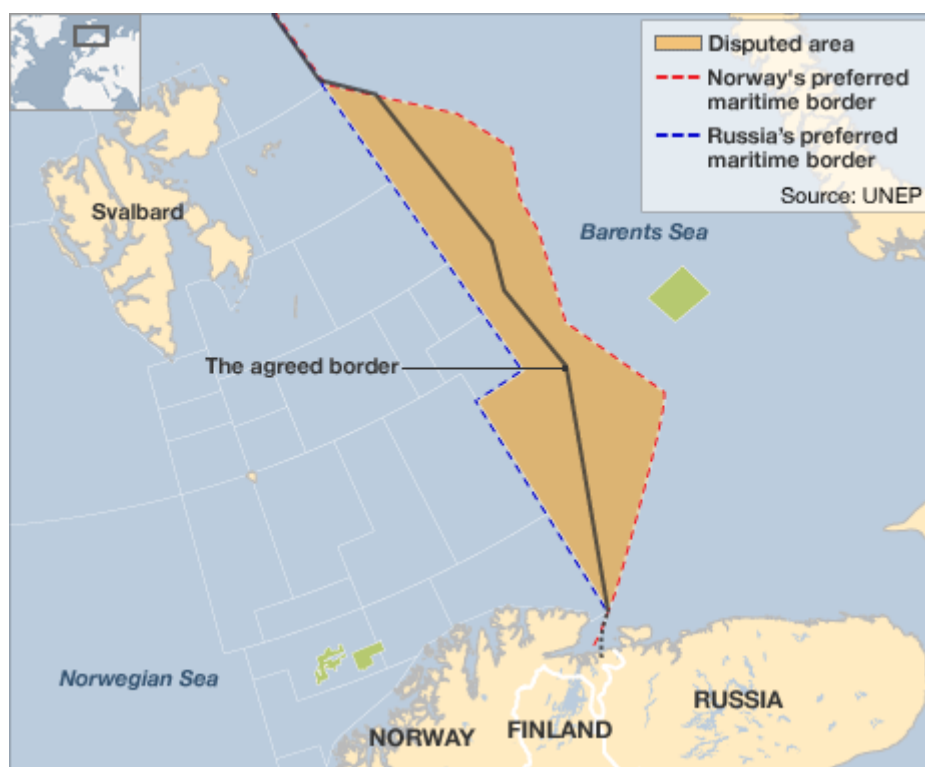 Disputed area
Norway's preferred
maritime border
Russia's preferred
maritime border
Source: UNEP
Svalbard
Barents Sea
The agreed border
Norwegian Sea
NORWAY
FINLAND
RUSSIA